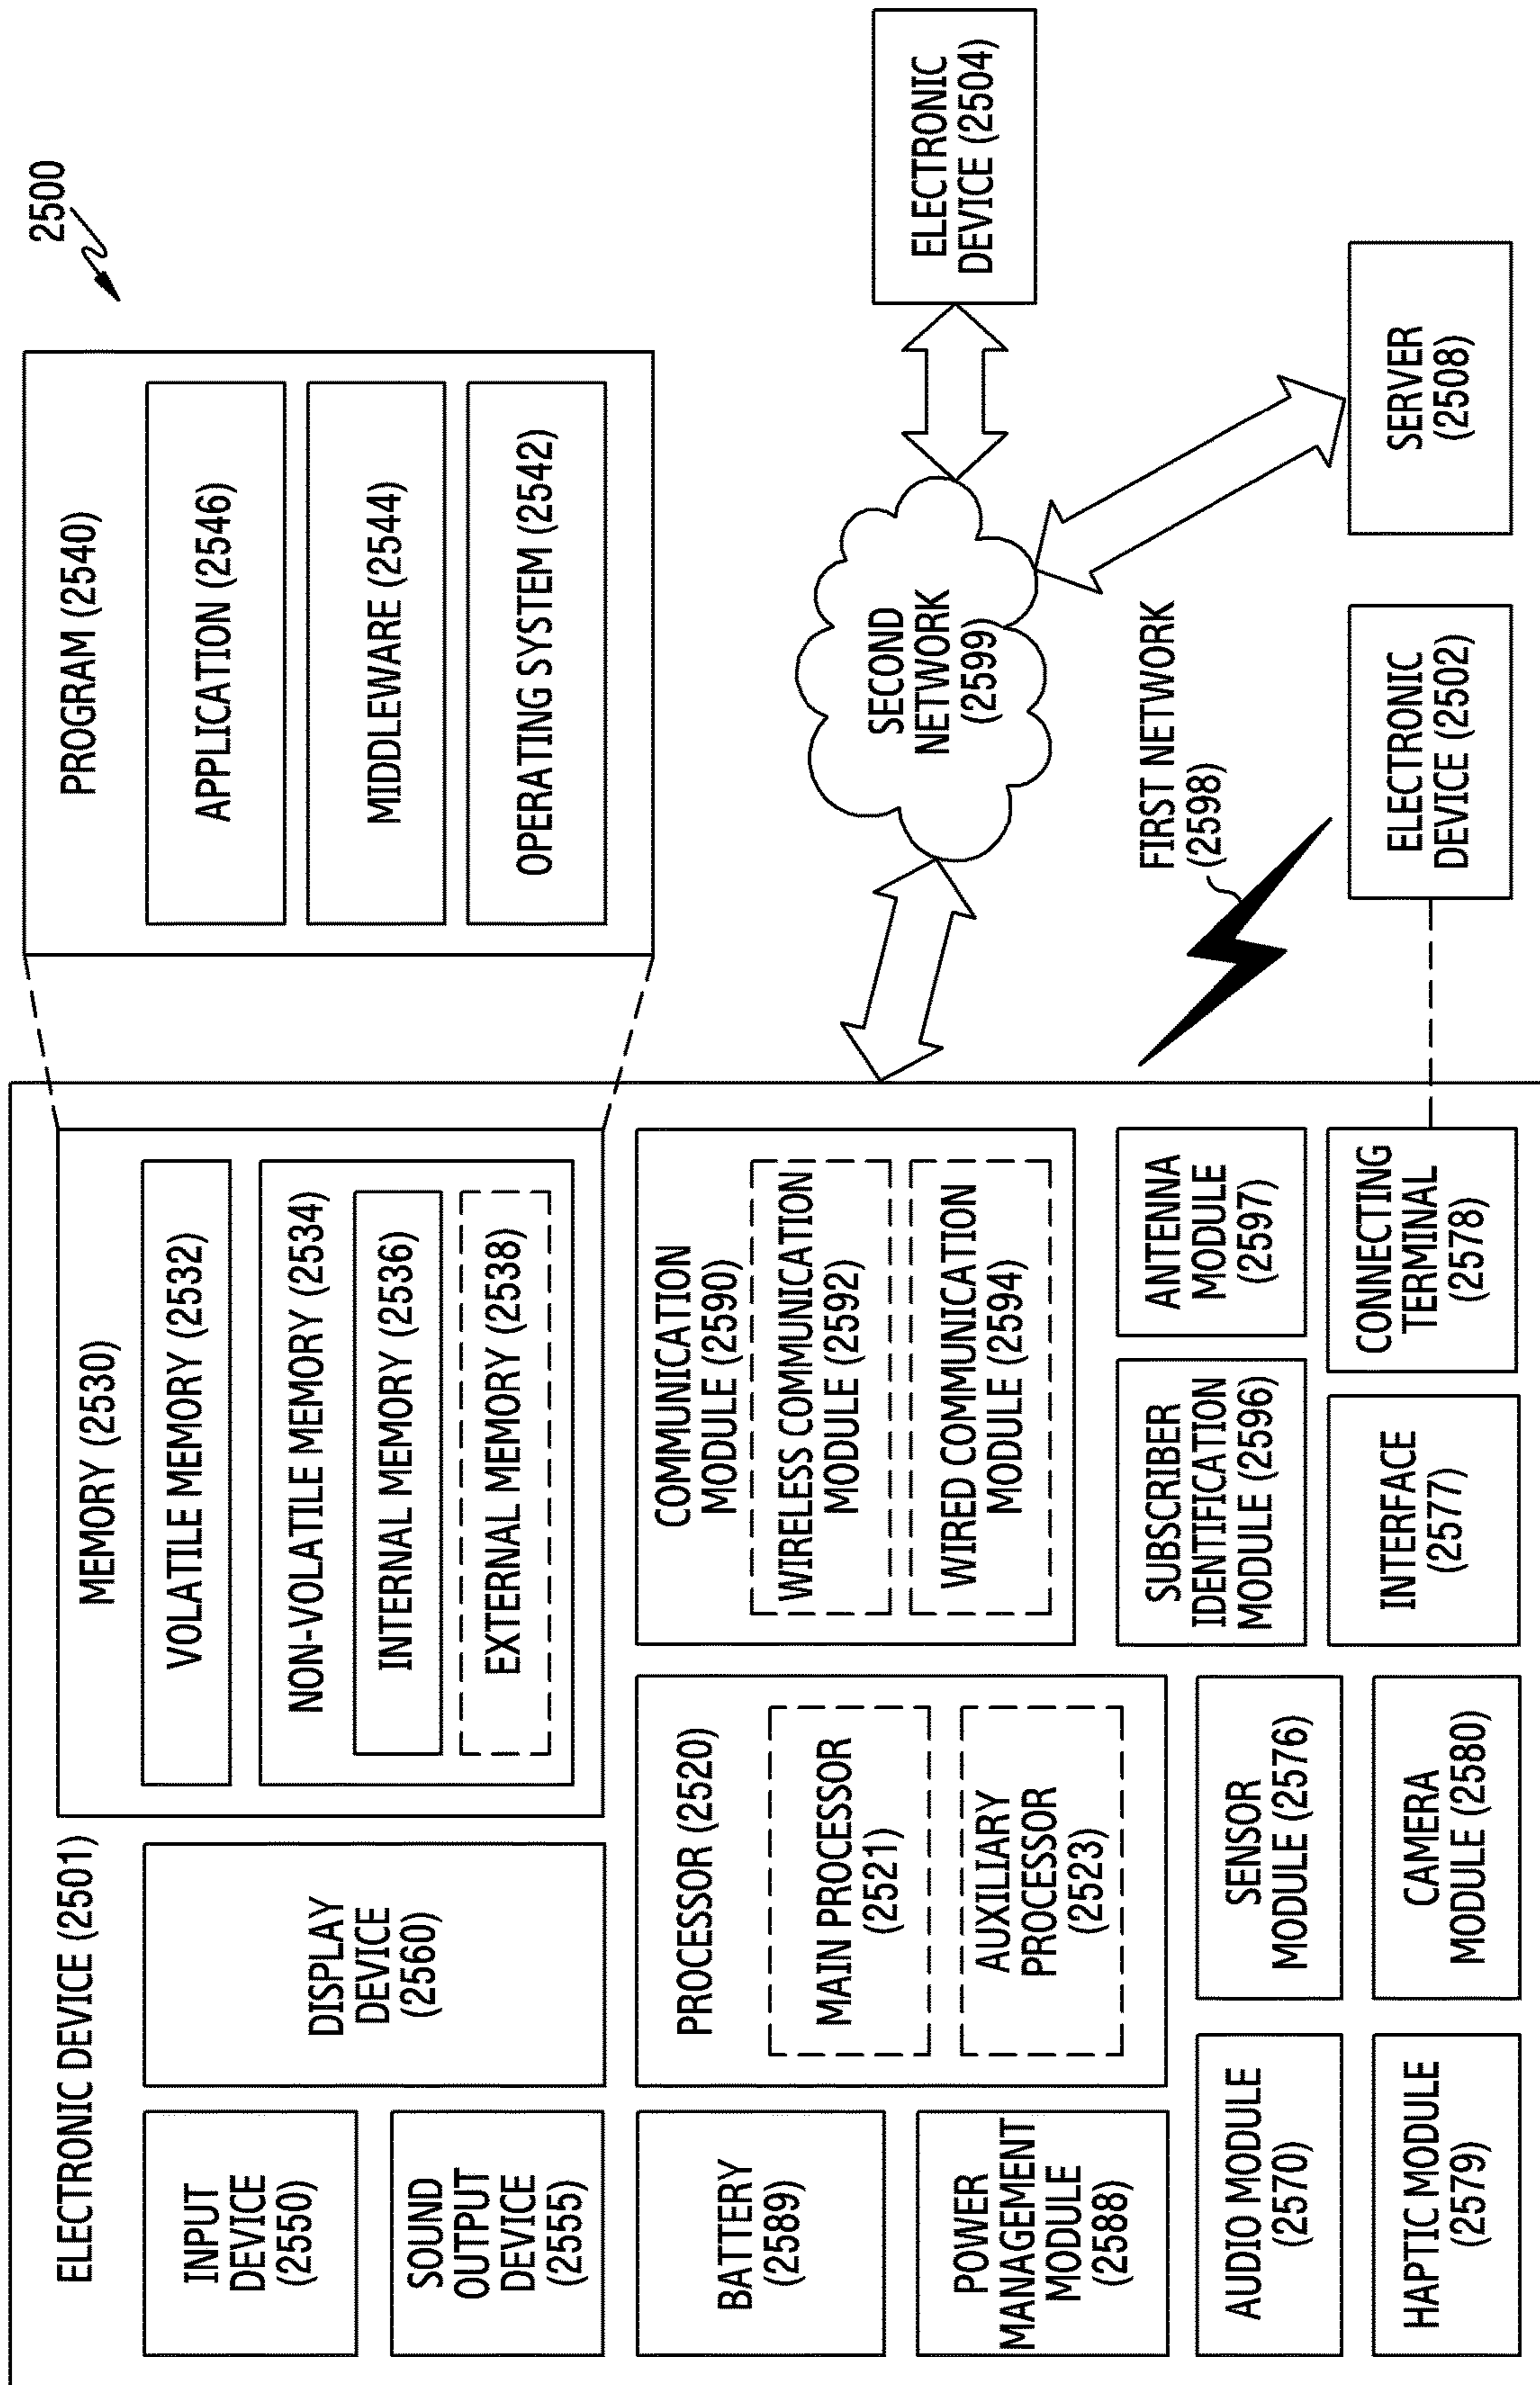 2500
ELECTRONIC DEVICE (2501)
INPUT
DEVICE
(2550)
SOUND
OUTPUT
DEVICE
(2555)
DISPLAY
DEVICE
(2560)
MEMORY (2530)
VOLATILE MEMORY (2532)
NON-VOLATILE MEMORY (2534)
INTERNAL MEMORY (2536)
EXTERNAL MEMORY (2538)
PROGRAM (2540)
APPLICATION (2546)
MIDDLEWARE (2544)
OPERATING SYSTEM (2542)
BATTERY
(2589)
POWER
MANAGEMENT
MODULE
(2588)
PROCESSOR (2520)
MAIN PROCESSOR
(2521)
AUXILIARY
PROCESSOR
(2523)
COMMUNICATION
MODULE (2590)
WIRELESS COMMUNICATION
MODULE (2592)
WIRED COMMUNICATION
MODULE (2594)
SECOND
NETWORK
(2599)
ELECTRONIC
DEVICE (2504)
AUDIO MODULE
(2570)
SENSOR
MODULE (2576)
SUBSCRIBER
IDENTIFICATION
MODULE (2596)
ANTENNA
MODULE
(2597)
FIRST NETWORK
(2598)
HAPTIC MODULE
(2579)
CAMERA
MODULE (2580)
INTERFACE
(2577)
CONNECTING
TERMINAL
(2578)
ELECTRONIC
DEVICE (2502)
SERVER
(2508)